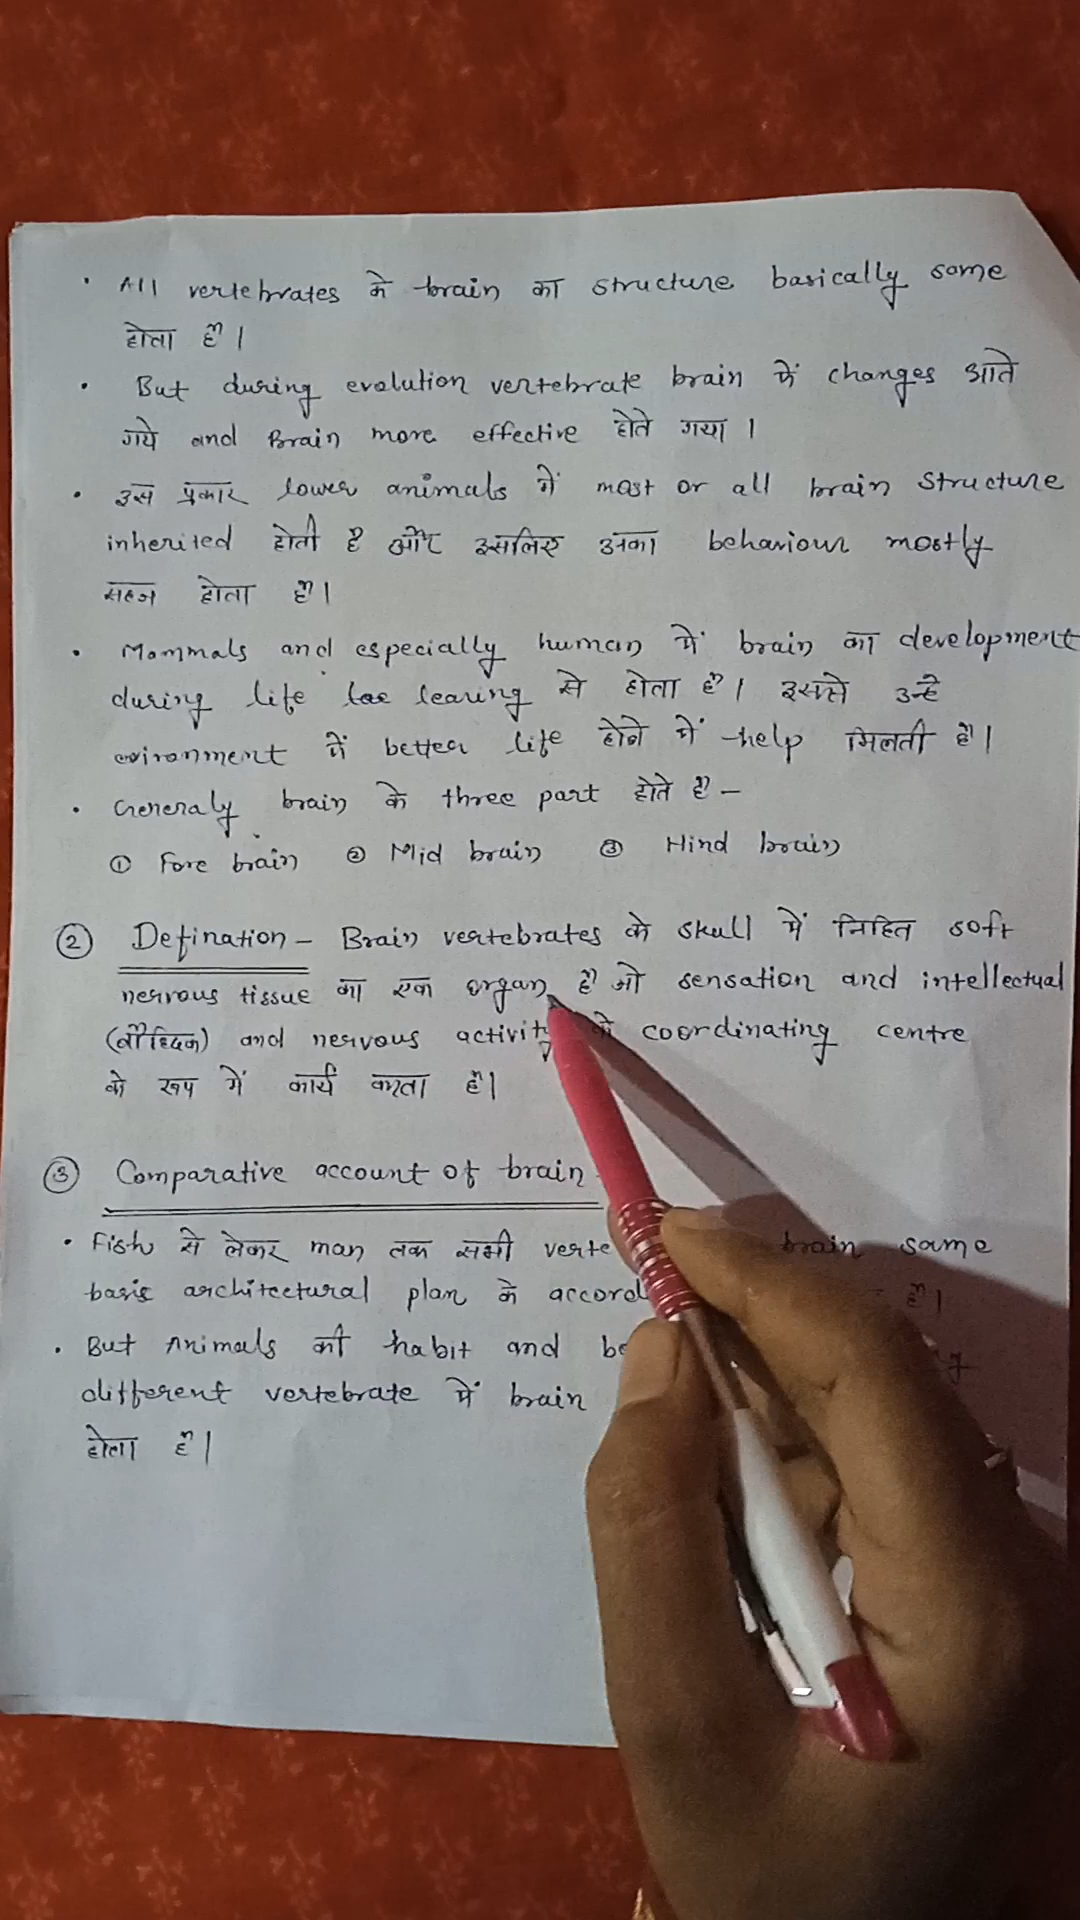 • All vertebrates के brain का structure basically same
होता है।
• But during evolution vertebrate brain में changes आते
गये and Brain more effective होते गया ।
• इस प्रकार lower animals में most or all brain structure
inherited होती है और इसलिए उनका behaviour mostly
सहज होता है।
• Mammals and especially human में brain का development
during life learing से होता है। इससे उन्हे
evironment में better life होने में help मिलती है।
• Generaly brain के three part होते है –
① Fore brain ② Mid brain ③ Hind brain
② Defination – Brain vertebrates के skull में निहित soft
nervous tissue का एक organ है जो sensation and intellectual
(बौद्धिक) and nervous activity के coordinating centre
के रूप में कार्य करता है।
③ Comparative account of brain
• Fish से लेकर man तक सभी verte brain same
basic architectural plan के accord है।
• But Animals की habit and be
different vertebrate में brain
होता है।